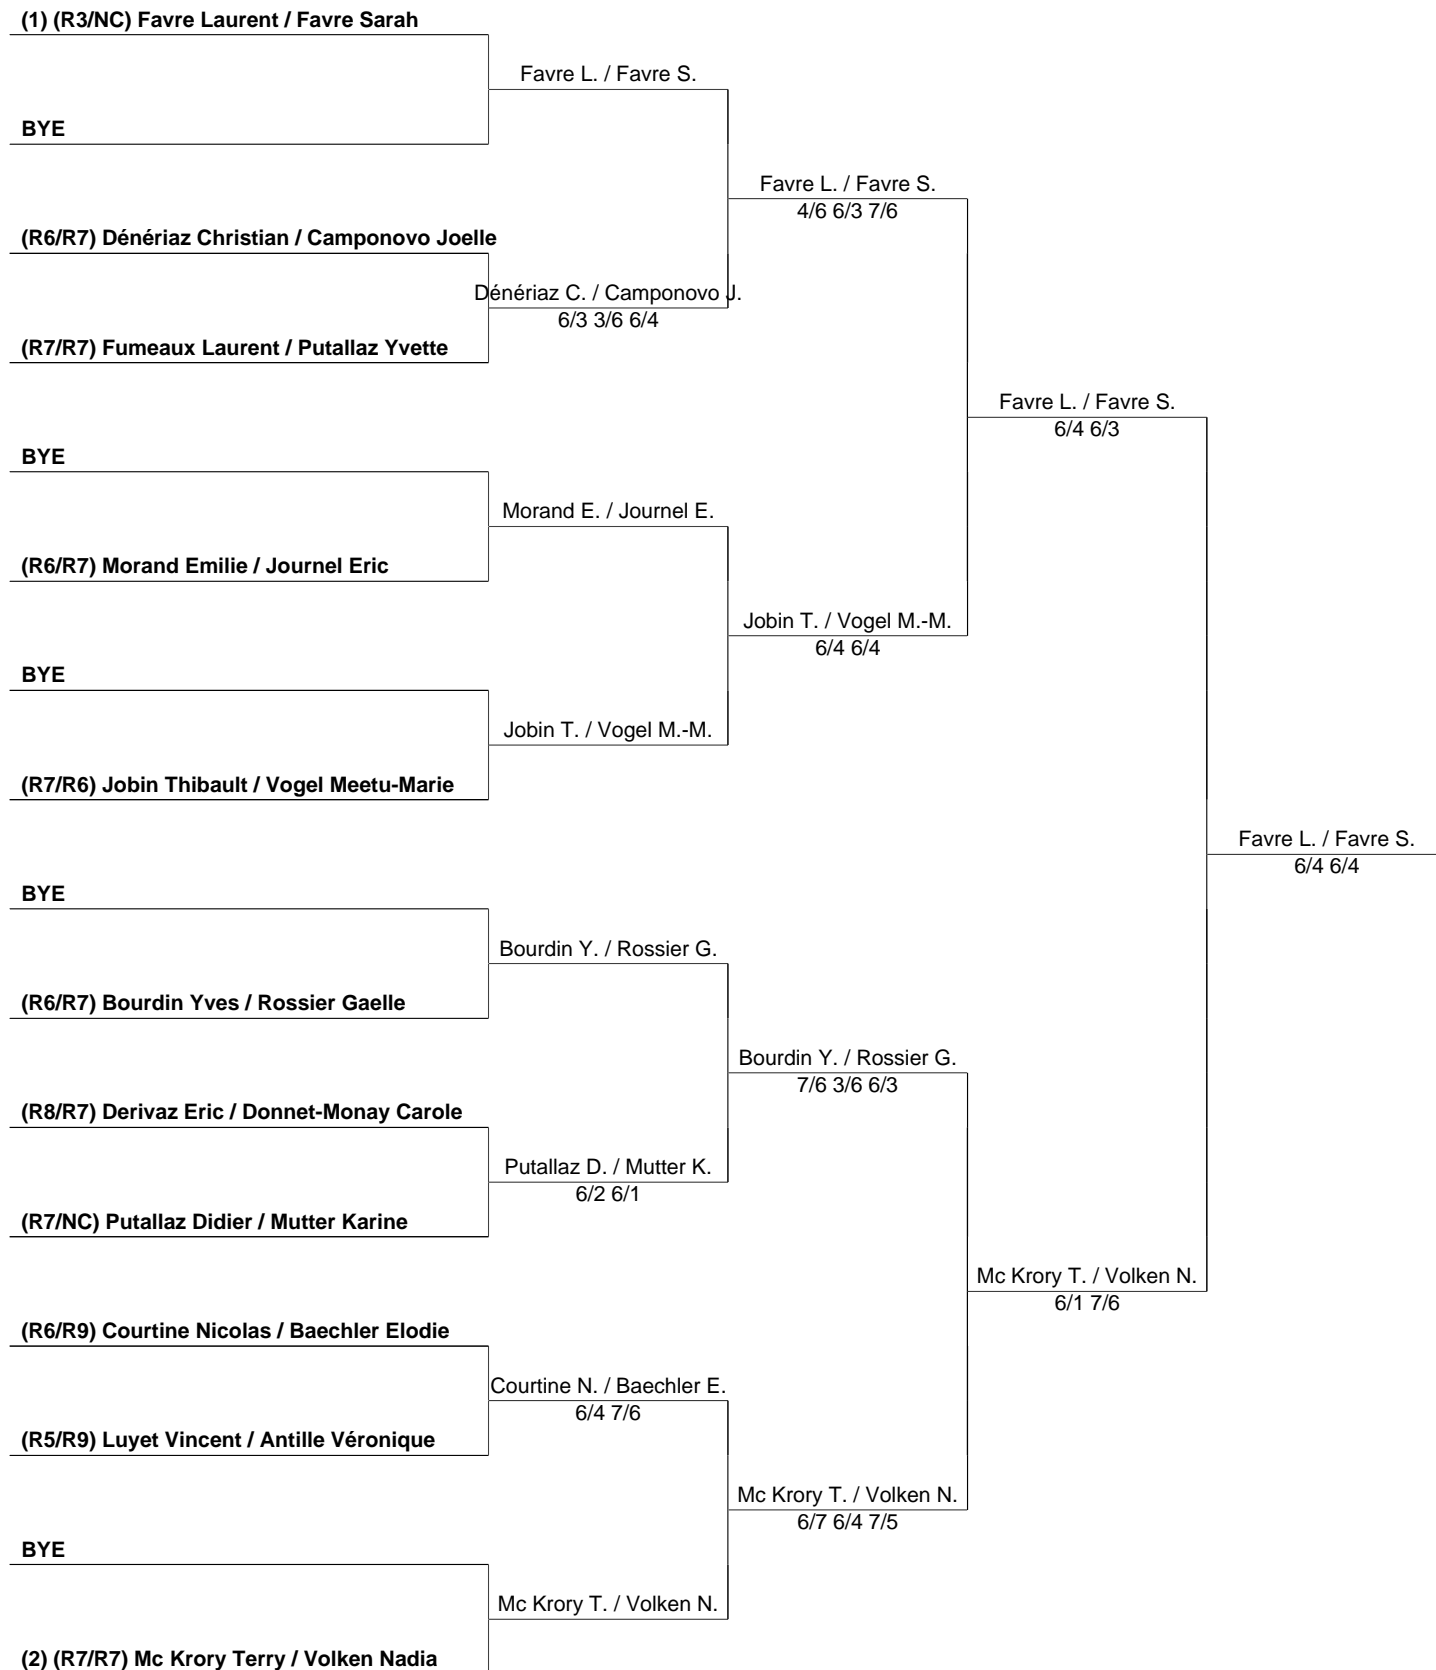 (1) (R3/NC) Favre Laurent / Favre Sarah
Favre L. / Favre S.
BYE
Favre L. / Favre S.
4/6 6/3 7/6
(R6/R7) Dénériaz Christian / Camponovo Joelle
Dénériaz C. / Camponovo J.
6/3 3/6 6/4
(R7/R7) Fumeaux Laurent / Putallaz Yvette
Favre L. / Favre S.
6/4 6/3
BYE
Morand E. / Journel E.
(R6/R7) Morand Emilie / Journel Eric
Jobin T. / Vogel M.-M.
6/4 6/4
BYE
Jobin T. / Vogel M.-M.
(R7/R6) Jobin Thibault / Vogel Meetu-Marie
Favre L. / Favre S.
6/4 6/4
BYE
Bourdin Y. / Rossier G.
(R6/R7) Bourdin Yves / Rossier Gaelle
Bourdin Y. / Rossier G.
7/6 3/6 6/3
(R8/R7) Derivaz Eric / Donnet-Monay Carole
Putallaz D. / Mutter K.
6/2 6/1
(R7/NC) Putallaz Didier / Mutter Karine
Mc Krory T. / Volken N.
6/1 7/6
(R6/R9) Courtine Nicolas / Baechler Elodie
Courtine N. / Baechler E.
6/4 7/6
(R5/R9) Luyet Vincent / Antille Véronique
Mc Krory T. / Volken N.
6/7 6/4 7/5
BYE
Mc Krory T. / Volken N.
(2) (R7/R7) Mc Krory Terry / Volken Nadia